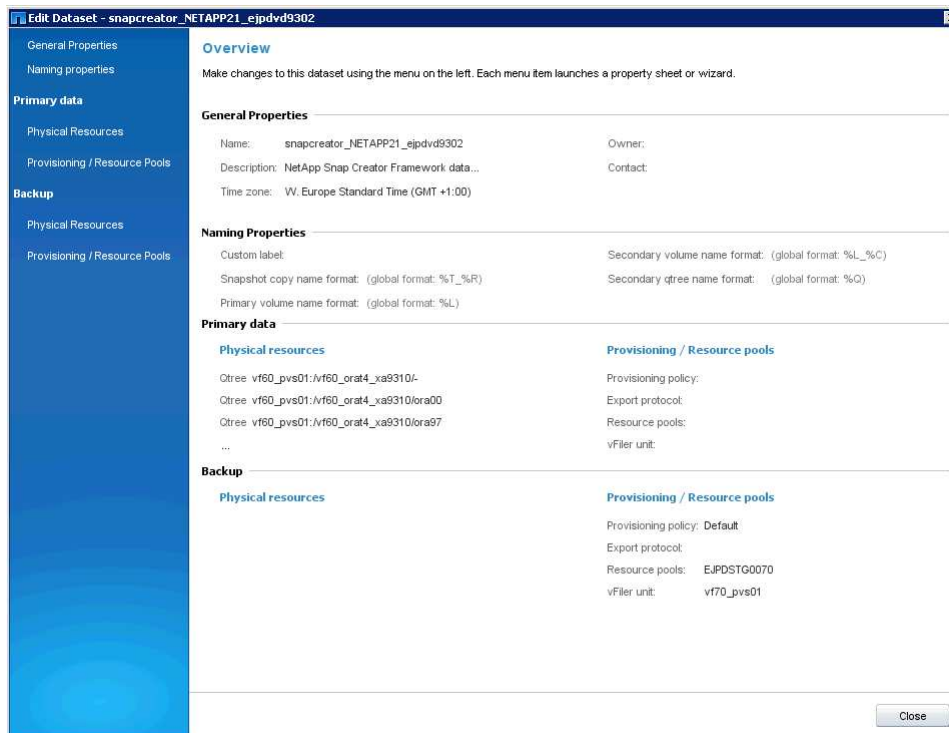 Edit Dataset - snapcreator_NETAPP21_ejpdvd9302
General Properties
Naming properties
Primary data
Physical Resources
Provisioning / Resource Pools
Backup
Physical Resources
Provisioning / Resource Pools
Overview
Make changes to this dataset using the menu on the left. Each menu item launches a property sheet or wizard.
General Properties
Name: snapcreator_NETAPP21_ejpdvd9302
Owner:
Description: NetApp Snap Creator Framework data...
Contact:
Time zone: W. Europe Standard Time (GMT +1:00)
Naming Properties
Custom label:
Secondary volume name format: (global format: %L_%C)
Snapshot copy name format: (global format: %T_%R)
Secondary qtree name format: (global format: %Q)
Primary volume name format: (global format: %L)
Primary data
Physical resources
Qtree vf60_pvs01:/vf60_orat4_xa9310/-
Qtree vf60_pvs01:/vf60_orat4_xa9310/ora00
Qtree vf60_pvs01:/vf60_orat4_xa9310/ora97
...
Provisioning / Resource pools
Provisioning policy:
Export protocol:
Resource pools:
vFiler unit:
Backup
Physical resources
Provisioning / Resource pools
Provisioning policy: Default
Export protocol:
Resource pools: EJPDSTG0070
vFiler unit: vf70_pvs01
Close